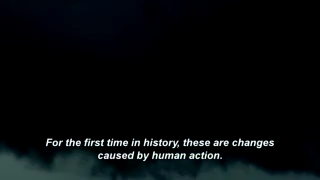 For the first time in history, these are changes
caused by human action.